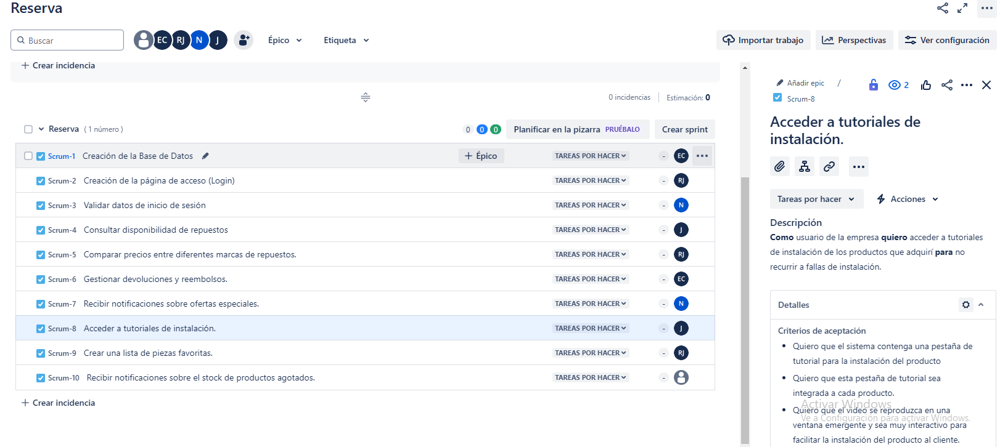 Reserva
Buscar
EC RJ N J
Épico
Etiqueta
Importar trabajo
Perspectivas
Ver configuración
+ Crear incidencia
0 incidencias
Estimación: 0
Reserva ( 1 número )
0 0 0
Planificar en la pizarra PRUÉBALO
Crear sprint
Scrum-1 Creación de la Base de Datos + Épico TAREAS POR HACER - EC
Scrum-2 Creación de la página de acceso (Login) TAREAS POR HACER - RJ
Scrum-3 Validar datos de inicio de sesión TAREAS POR HACER - N
Scrum-4 Consultar disponibilidad de repuestos TAREAS POR HACER - J
Scrum-5 Comparar precios entre diferentes marcas de repuestos. TAREAS POR HACER - RJ
Scrum-6 Gestionar devoluciones y reembolsos. TAREAS POR HACER - EC
Scrum-7 Recibir notificaciones sobre ofertas especiales. TAREAS POR HACER - N
Scrum-8 Acceder a tutoriales de instalación. TAREAS POR HACER - J
Scrum-9 Crear una lista de piezas favoritas. TAREAS POR HACER - RJ
Scrum-10 Recibir notificaciones sobre el stock de productos agotados. TAREAS POR HACER -
+ Crear incidencia
Añadir epic /
2
Scrum-8
Acceder a tutoriales de
instalación.
Tareas por hacer
Acciones
Descripción
Como usuario de la empresa quiero acceder a tutoriales
de instalación de los productos que adquirí para no
recurrir a fallas de instalación.
Detalles
Criterios de aceptación
• Quiero que el sistema contenga una pestaña de
tutorial para la instalación del producto
• Quiero que esta pestaña de tutorial sea
integrada a cada producto.
• Quiero que el video se reproduzca en una
ventana emergente y sea muy interactivo para
facilitar la instalación del producto al cliente.
Activar Windows
Ve a Configuración para activar Windows.